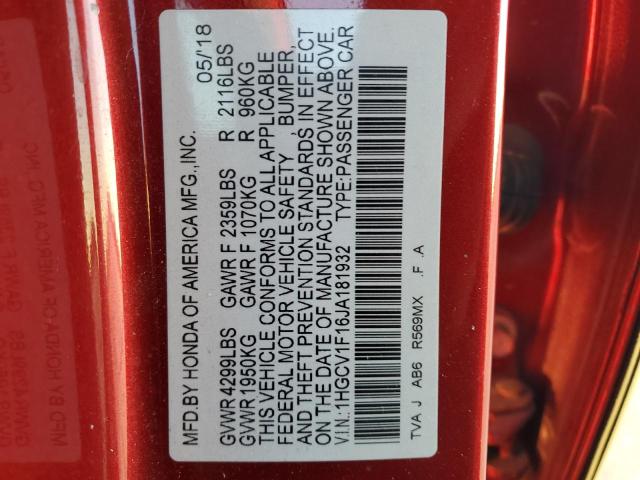 MFD.BY HONDA OF AMERICA MFG.,INC. 05/'18
GVWR 4299LBS GAWR F 2359LBS R 2116LBS
GVWR 1950KG GAWR F 1070KG R 960KG
THIS VEHICLE CONFORMS TO ALL APPLICABLE
FEDERAL MOTOR VEHICLE SAFETY, BUMPER,
AND THEFT PREVENTION STANDARDS IN EFFECT
ON THE DATE OF MANUFACTURE SHOWN ABOVE.
V.I.N.:1HGCV1F16JA181932 TYPE:PASSENGER CAR
TVA J AB6 R569MX .F .A